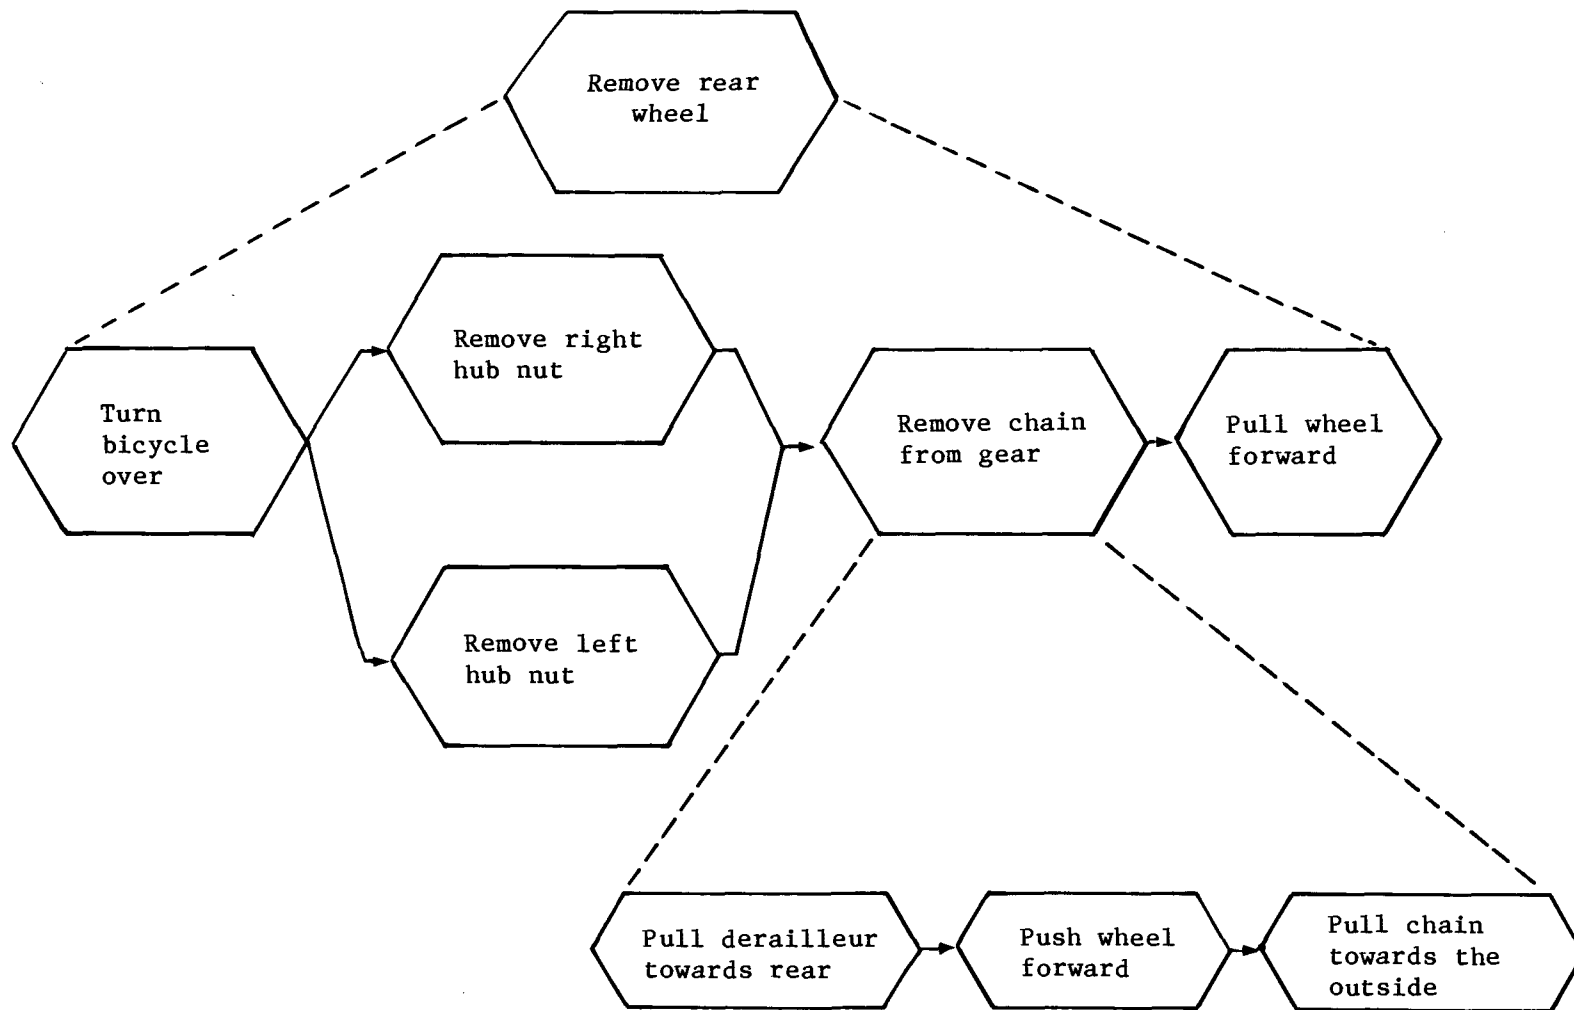 Remove rear
wheel
Remove right
hub nut
Turn
bicycle
over
Remove chain
from gear
Pull wheel
forward
Remove left
hub nut
Pull derailleur
towards rear
Push wheel
forward
Pull chain
towards the
outside